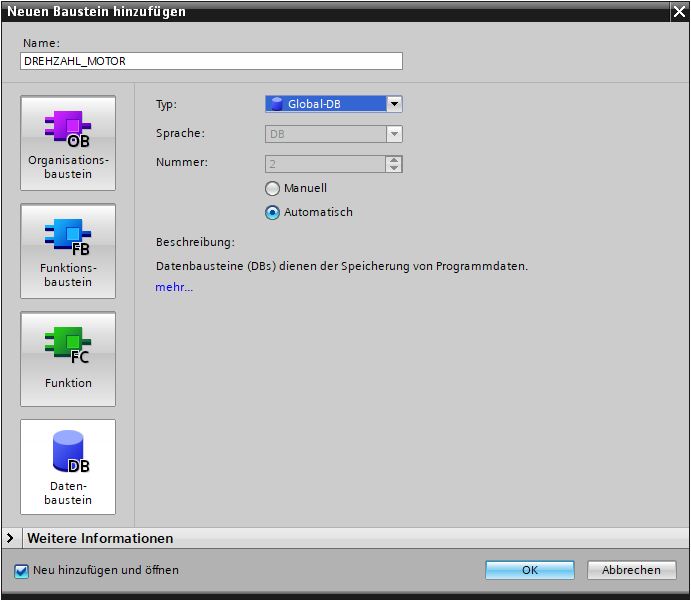 Neuen Baustein hinzufügen
Name:
DREHZAHL_MOTOR
OB
Organisations-
baustein
FB
Funktions-
baustein
FC
Funktion
DB
Daten-
baustein
Typ: Global-DB
Sprache: DB
Nummer: 2
Manuell
Automatisch
Beschreibung:
Datenbausteine (DBs) dienen der Speicherung von Programmdaten.
mehr...
Weitere Informationen
Neu hinzufügen und öffnen
OK Abbrechen